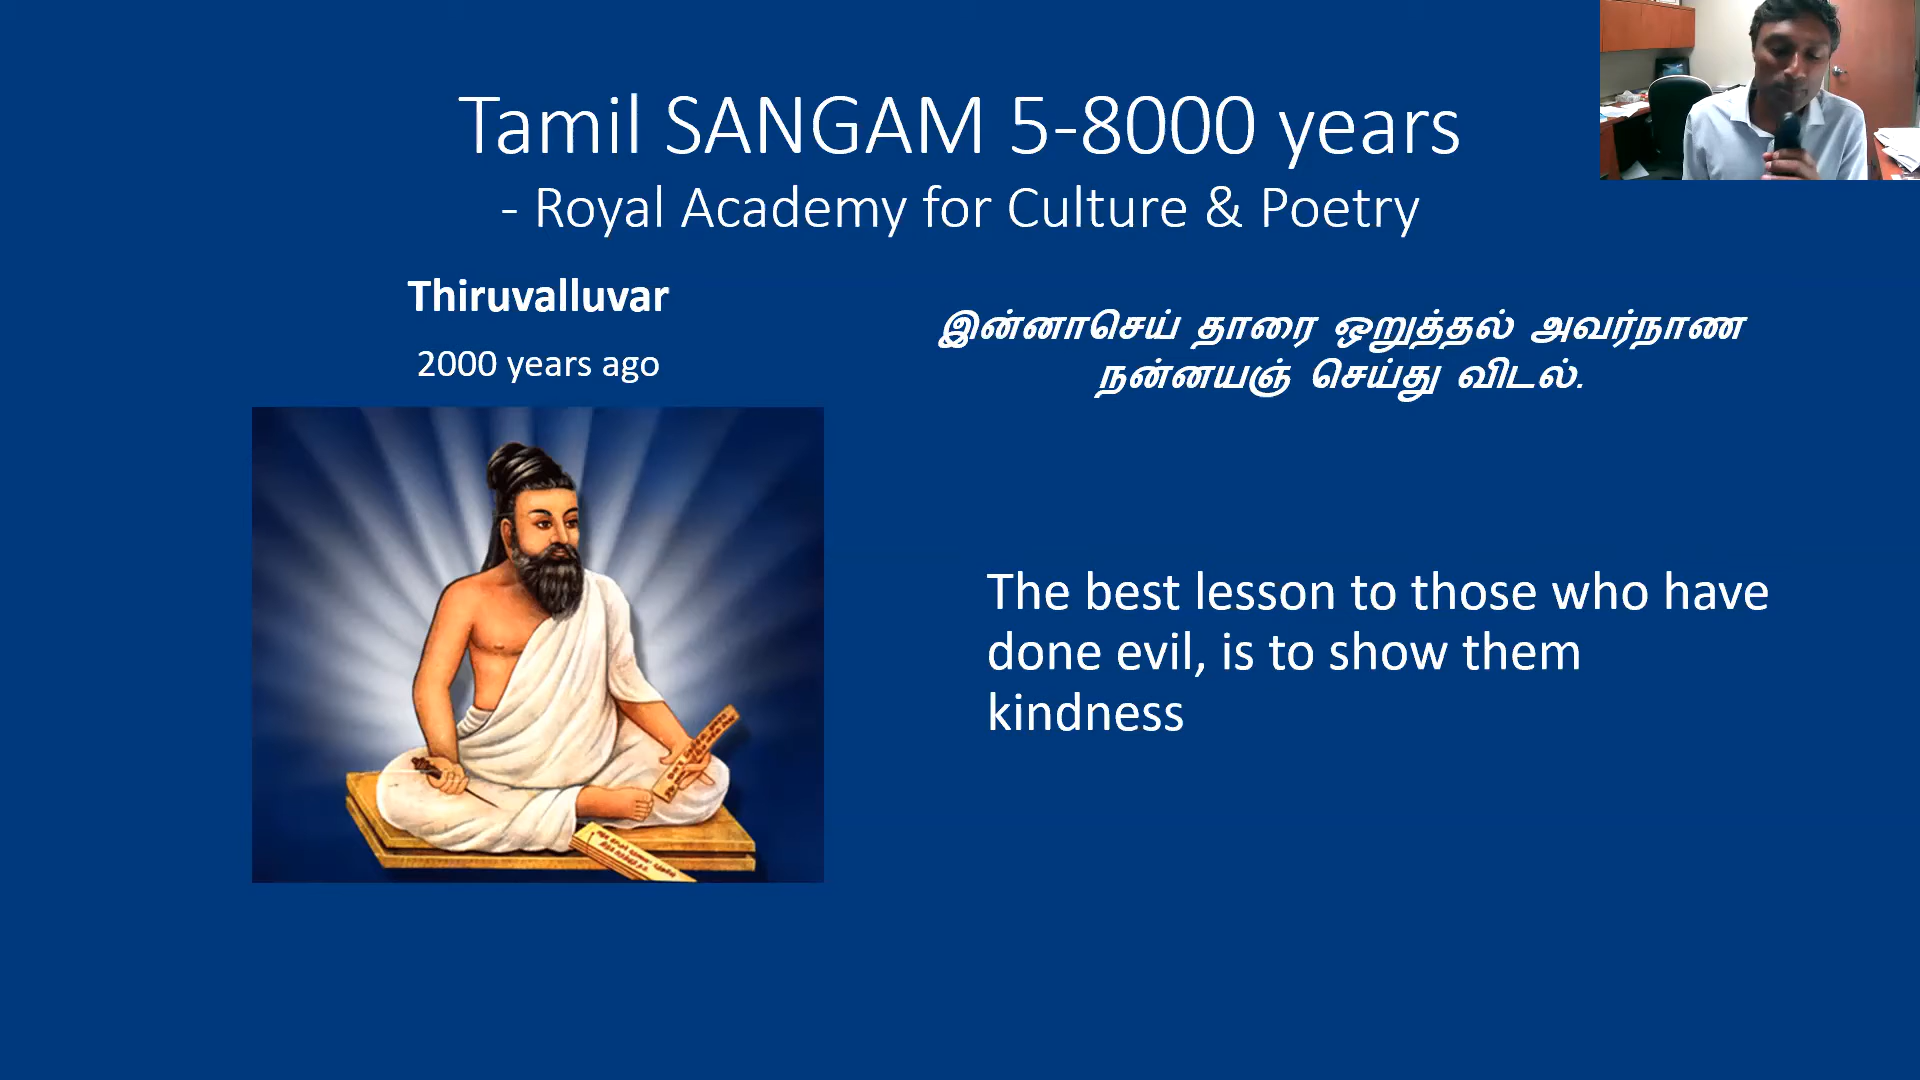 Tamil SANGAM 5-8000 years
- Royal Academy for Culture & Poetry
Thiruvalluvar
2000 years ago
இன்னாசெய் தாரை ஒறுத்தல் அவர்நாண
நன்னயஞ் செய்து விடல்.
The best lesson to those who have
done evil, is to show them
kindness